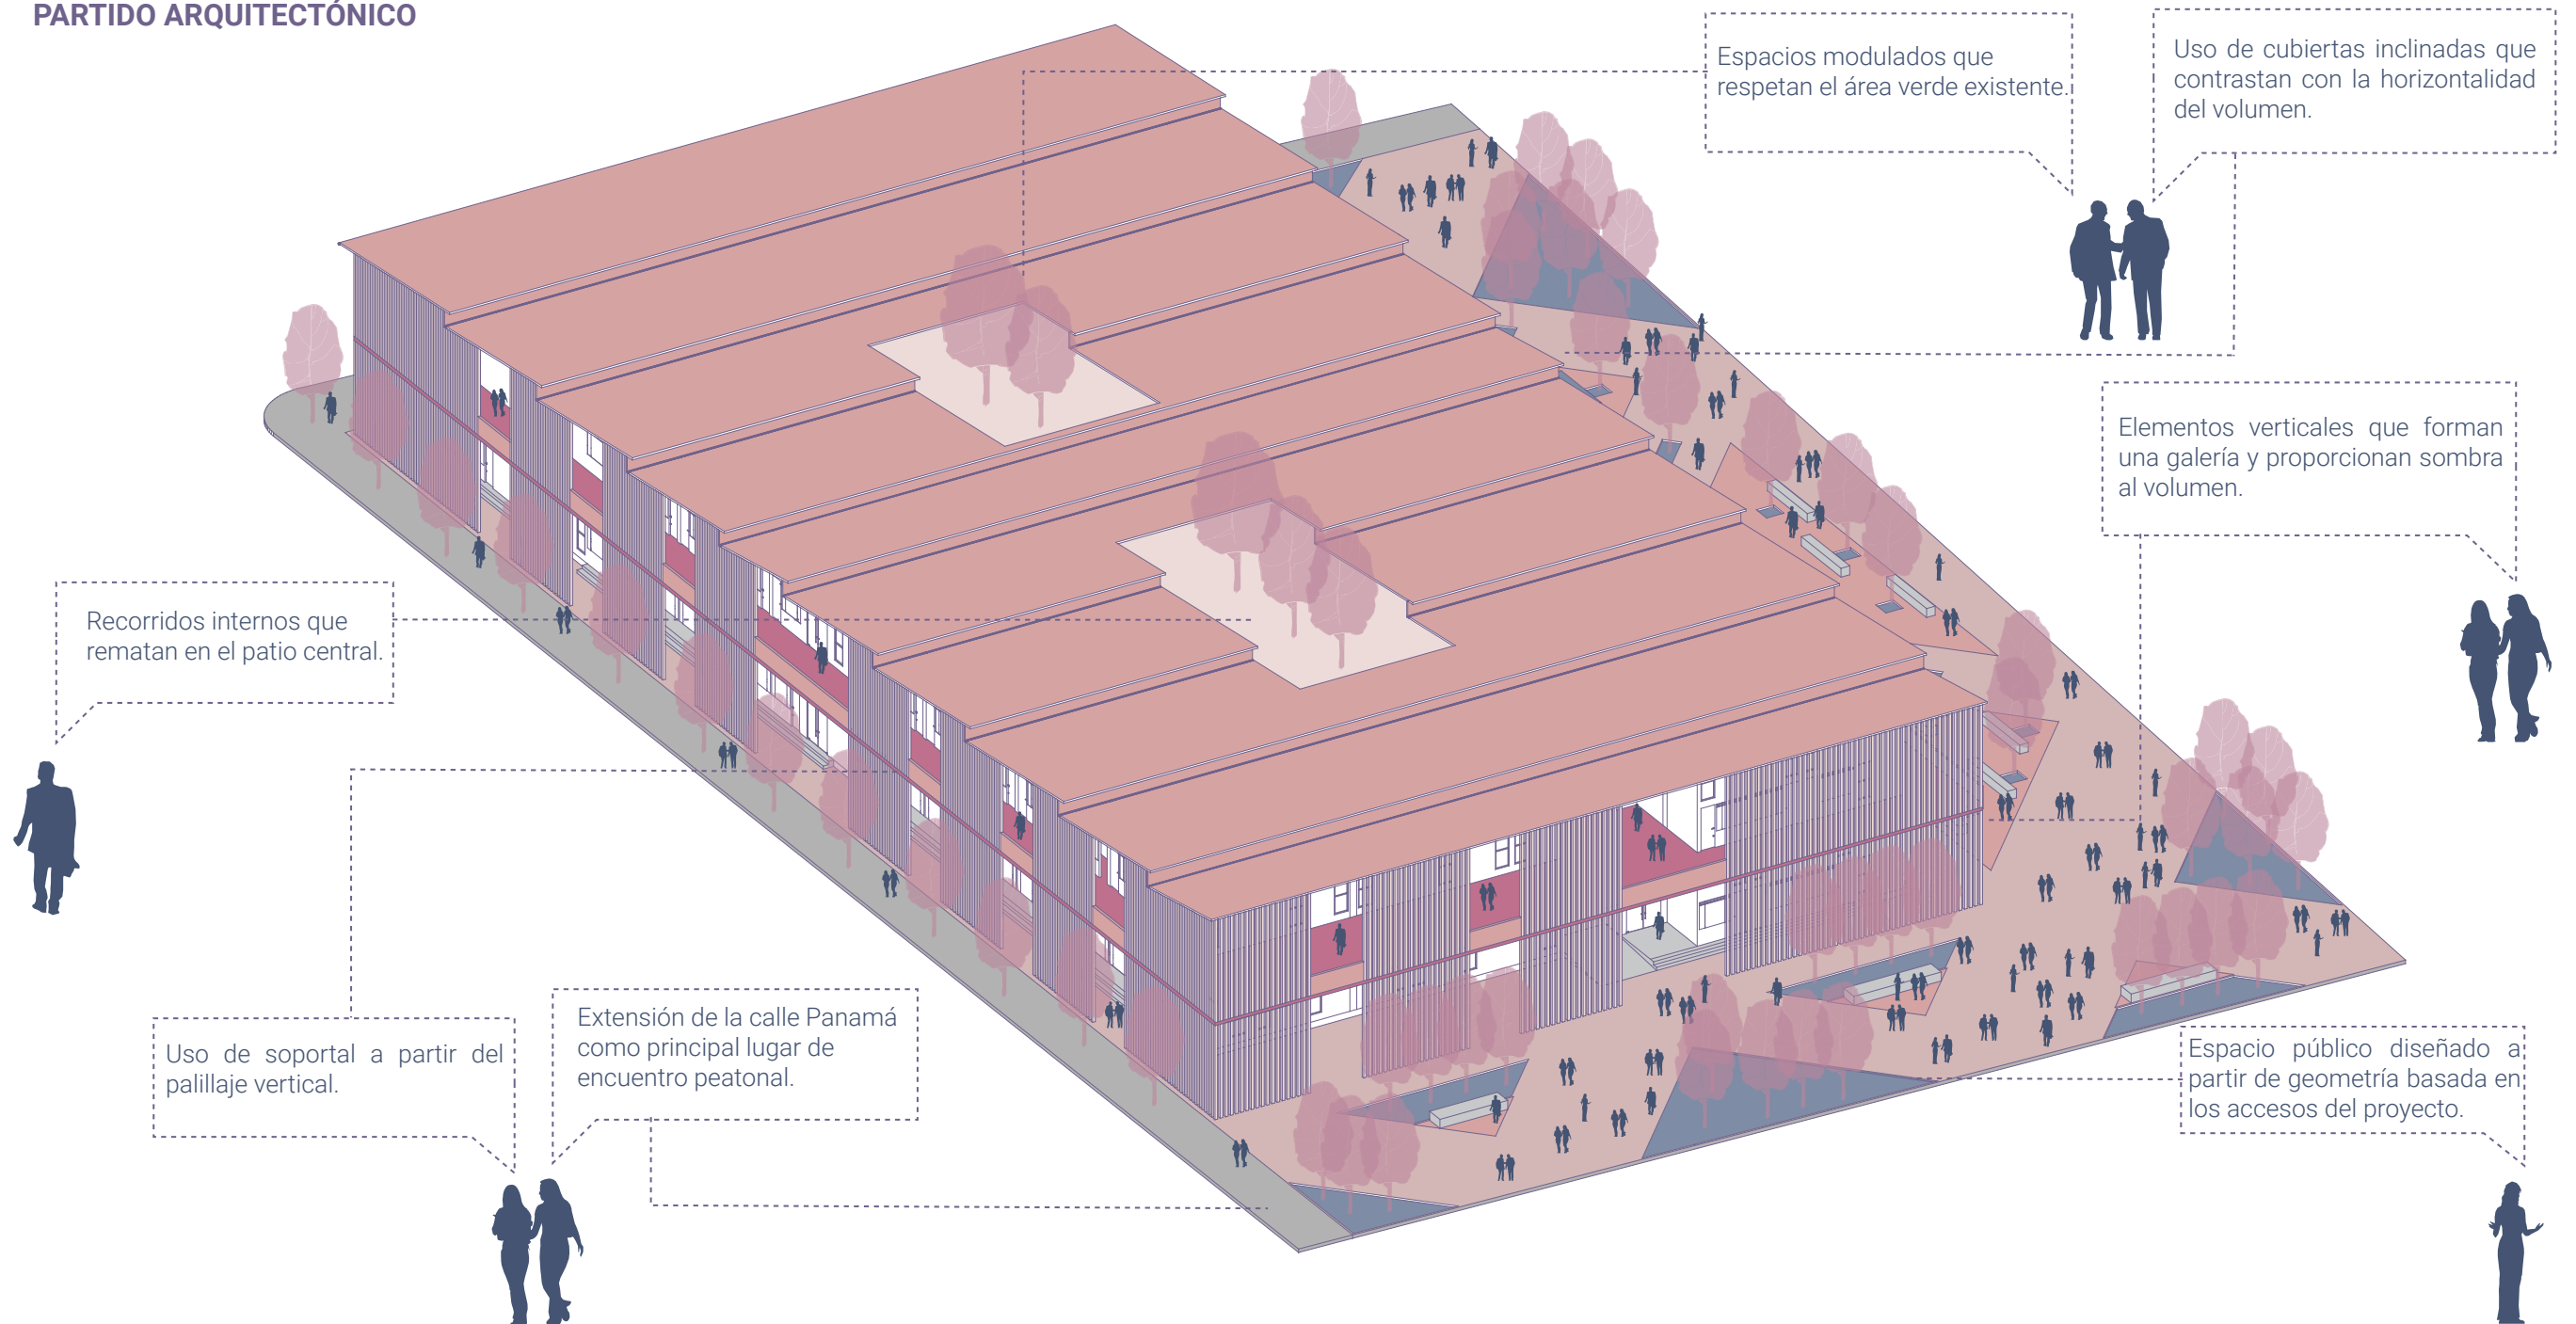 PARTIDO ARQUITECTÓNICO
Espacios modulados que
respetan el área verde existente.
Uso de cubiertas inclinadas que
contrastan con la horizontalidad
del volumen.
Elementos verticales que forman
una galería y proporcionan sombra
al volumen.
Recorridos internos que
rematan en el patio central.
Uso de soportal a partir del
palillaje vertical.
Extensión de la calle Panamá
como principal lugar de
encuentro peatonal.
Espacio público diseñado a
partir de geometría basada en
los accesos del proyecto.